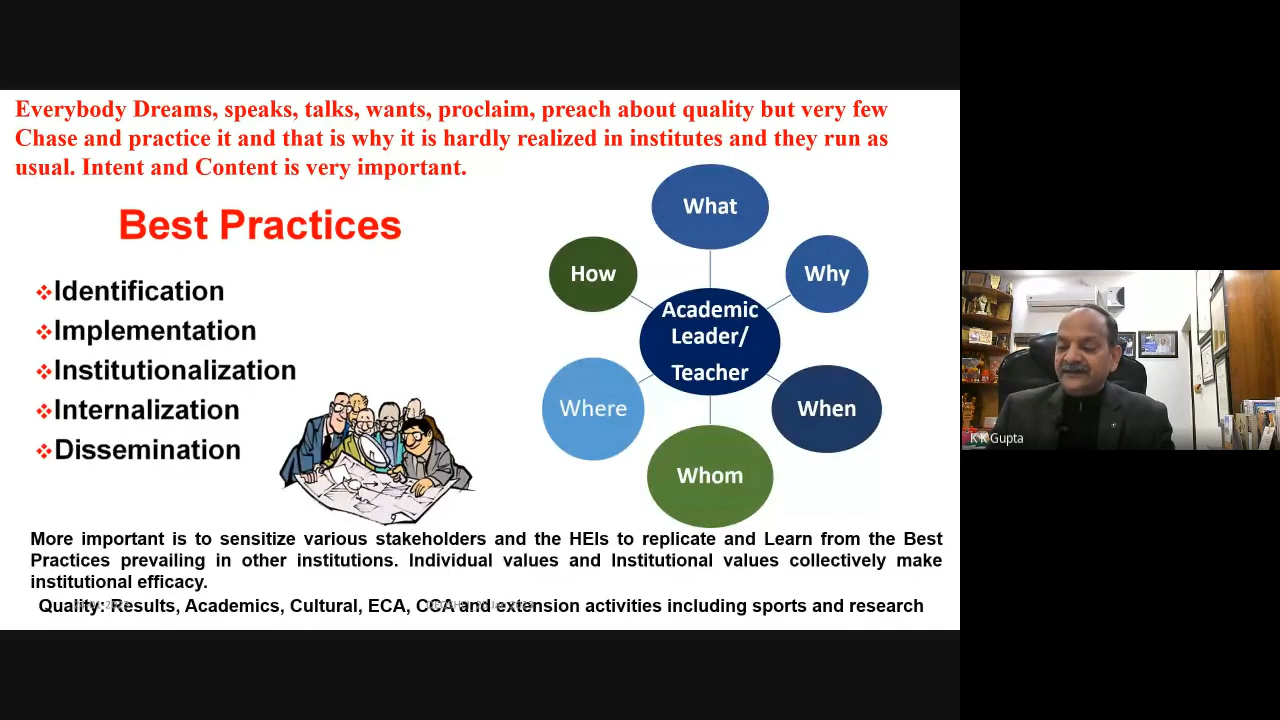 Everybody Dreams, speaks, talks, wants, proclaim, preach about quality but very few
Chase and practice it and that is why it is hardly realized in institutes and they run as
usual. Intent and Content is very important.
Best Practices
Identification
Implementation
Institutionalization
Internalization
Dissemination
What
Why
How
Academic
Leader/
Teacher
Where
When
Whom
K K Gupta
More important is to sensitize various stakeholders and the HEIs to replicate and Learn from the Best
Practices prevailing in other institutions. Individual values and Institutional values collectively make
institutional efficacy.
Quality: Results, Academics, Cultural, ECA, CCA and extension activities including sports and research